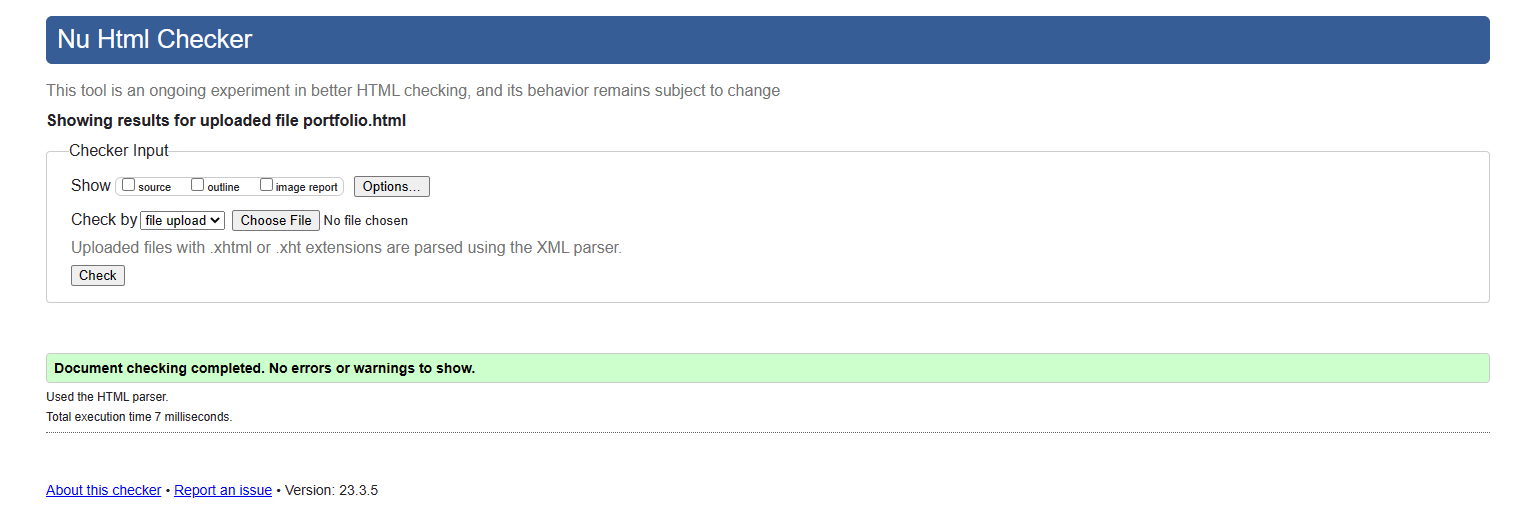 Nu Html Checker
This tool is an ongoing experiment in better HTML checking, and its behavior remains subject to change
Showing results for uploaded file portfolio.html
Checker Input
Show source outline image report Options...
Check by file upload Choose File No file chosen
Uploaded files with .xhtml or .xht extensions are parsed using the XML parser.
Check
Document checking completed. No errors or warnings to show.
Used the HTML parser.
Total execution time 7 milliseconds.
About this checker • Report an issue • Version: 23.3.5